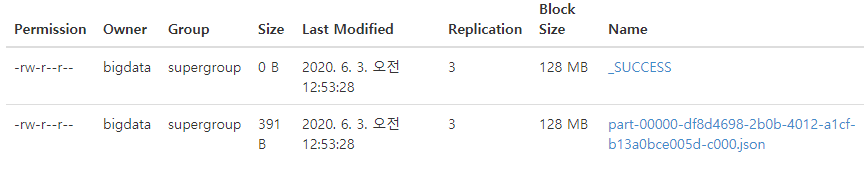 Permission Owner Group Size Last Modified Replication Block Size Name
-rw-r--r-- bigdata supergroup 0 B 2020. 6. 3. 오전 12:53:28 3 128 MB _SUCCESS
-rw-r--r-- bigdata supergroup 391 B 2020. 6. 3. 오전 12:53:28 3 128 MB part-00000-df8d4698-2b0b-4012-a1cf-b13a0bce005d-c000.json